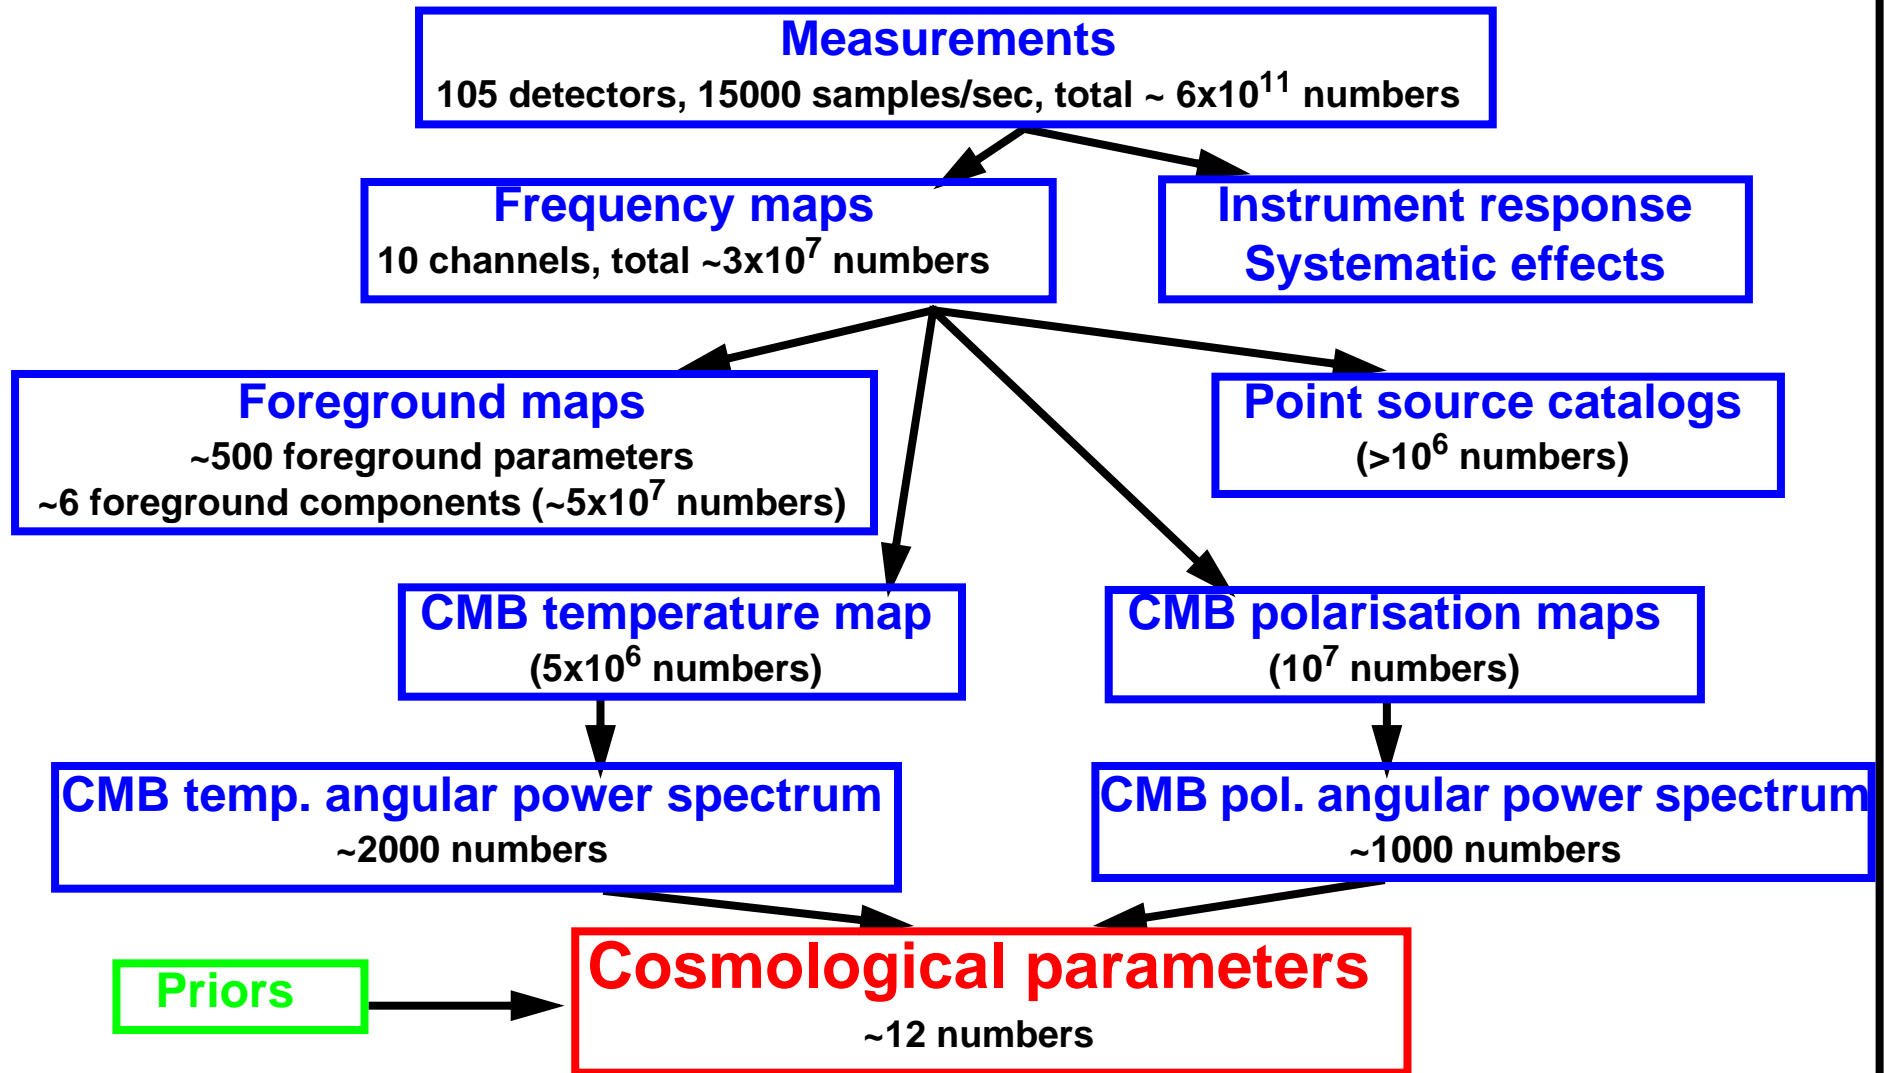 Measurements
105 detectors, 15000 samples/sec, total ~ 6x10^11 numbers
Frequency maps
10 channels, total ~3x10^7 numbers
Instrument response
Systematic effects
Foreground maps
~500 foreground parameters
~6 foreground components (~5x10^7 numbers)
Point source catalogs
(>10^6 numbers)
CMB temperature map
(5x10^6 numbers)
CMB polarisation maps
(10^7 numbers)
CMB temp. angular power spectrum
~2000 numbers
CMB pol. angular power spectrum
~1000 numbers
Priors
Cosmological parameters
~12 numbers